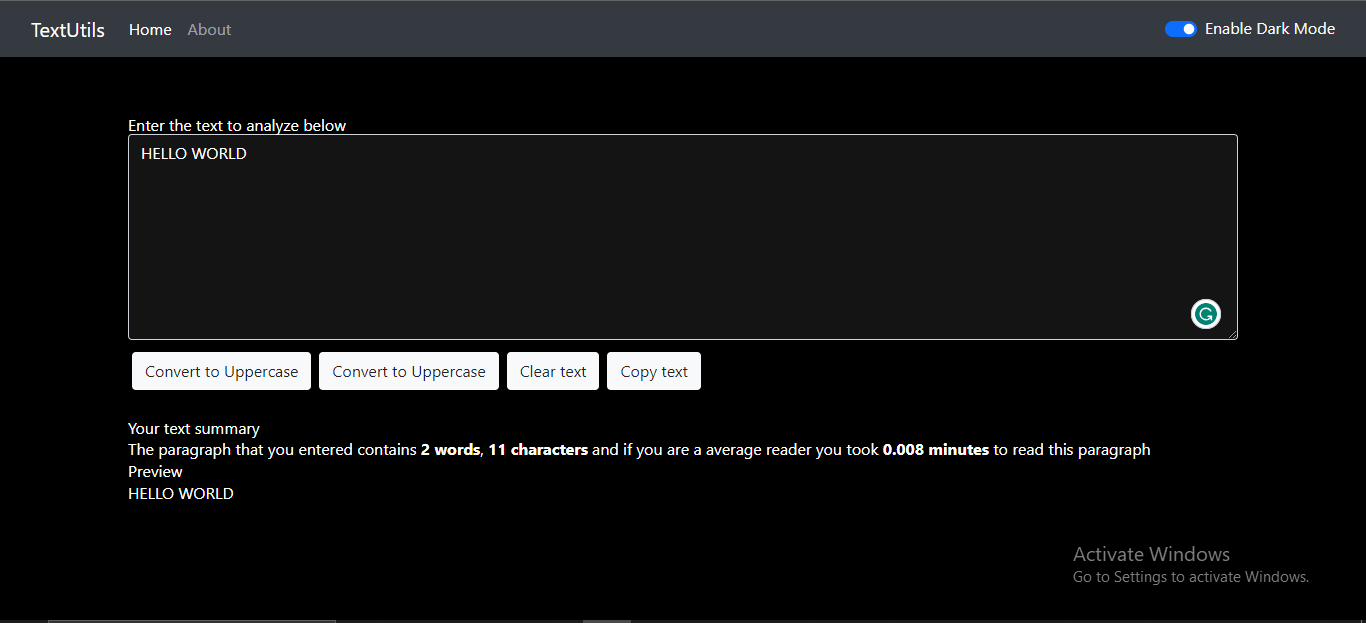 TextUtils Home About Enable Dark Mode
Enter the text to analyze below
HELLO WORLD
Convert to Uppercase Convert to Uppercase Clear text Copy text
Your text summary
The paragraph that you entered contains 2 words, 11 characters and if you are a average reader you took 0.008 minutes to read this paragraph
Preview
HELLO WORLD
Activate Windows
Go to Settings to activate Windows.